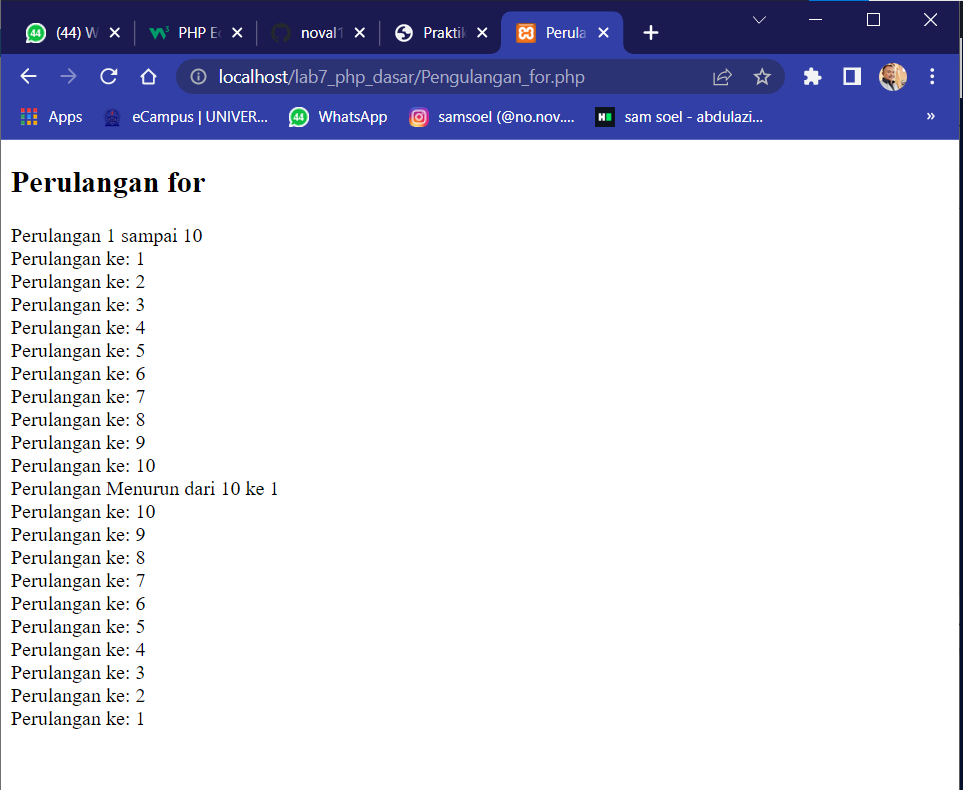 44 (44) W
PHP E
noval1
Praktik
Perula
localhost/lab7_php_dasar/Pengulangan_for.php
Apps eCampus | UNIVER... 44 WhatsApp samsoel (@no.nov.... H sam soel - abdulazi... »
Perulangan for
Perulangan 1 sampai 10
Perulangan ke: 1
Perulangan ke: 2
Perulangan ke: 3
Perulangan ke: 4
Perulangan ke: 5
Perulangan ke: 6
Perulangan ke: 7
Perulangan ke: 8
Perulangan ke: 9
Perulangan ke: 10
Perulangan Menurun dari 10 ke 1
Perulangan ke: 10
Perulangan ke: 9
Perulangan ke: 8
Perulangan ke: 7
Perulangan ke: 6
Perulangan ke: 5
Perulangan ke: 4
Perulangan ke: 3
Perulangan ke: 2
Perulangan ke: 1